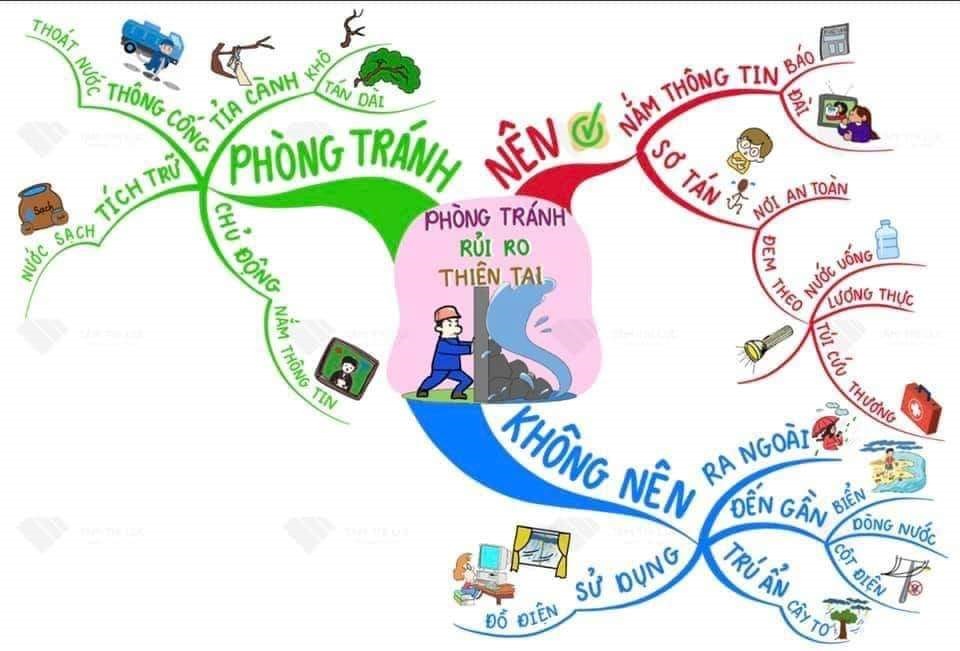 PHÒNG TRÁNH
RỦI RO
THIÊN TAI
PHÒNG TRÁNH
THÔNG CỐNG
THOÁT NƯỚC
TỈA CÀNH
KHÔ
TÁN DÀI
TÍCH TRỮ
NƯỚC SẠCH
Sạch
CHỦ ĐỘNG
NẮM THÔNG TIN
NÊN
NẮM THÔNG TIN
BÁO
ĐÀI
SƠ TÁN
NƠI AN TOÀN
ĐEM THEO
NƯỚC UỐNG
LƯƠNG THỰC
TÚI CỨU THƯƠNG
KHÔNG NÊN
RA NGOÀI
ĐẾN GẦN
BIỂN
DÒNG NƯỚC
CỘT ĐIỆN
TRÚ ẨN
CÂY TO
SỬ DỤNG
ĐỒ ĐIỆN